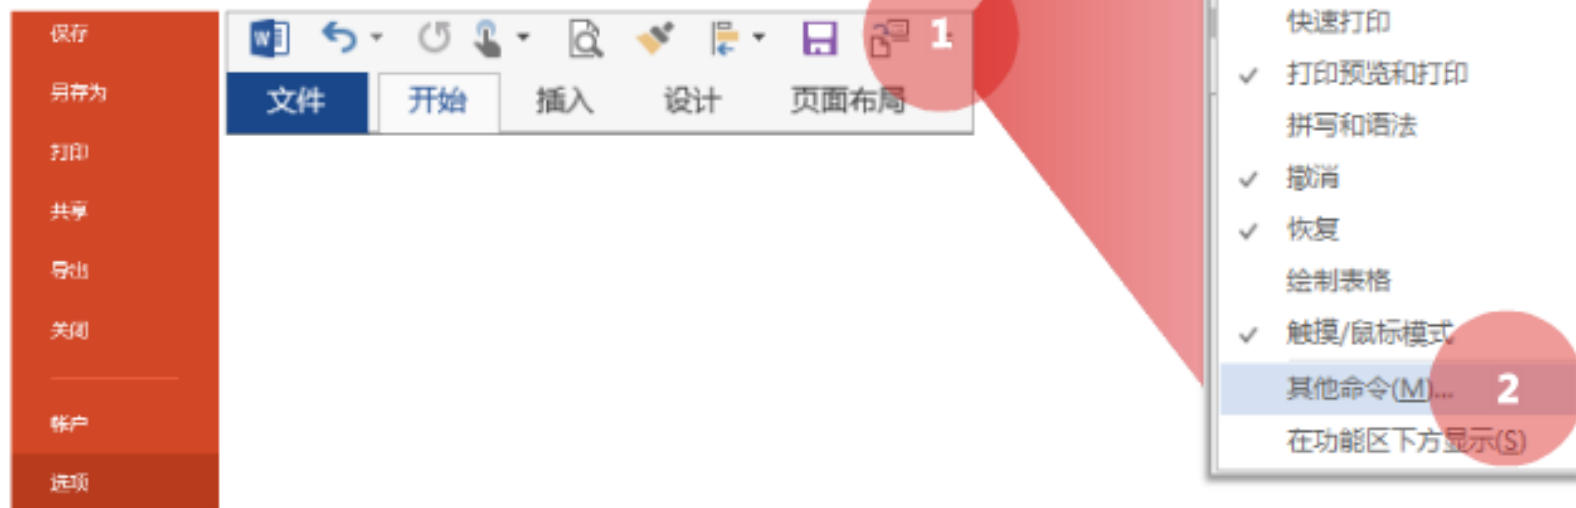 保存
另存为
打印
共享
导出
关闭
帐户
选项
W
1
文件 开始 插入 设计 页面布局
快速打印
打印预览和打印
拼写和语法
撤消
恢复
绘制表格
触摸/鼠标模式
其他命令(M)... 2
在功能区下方显示(S)